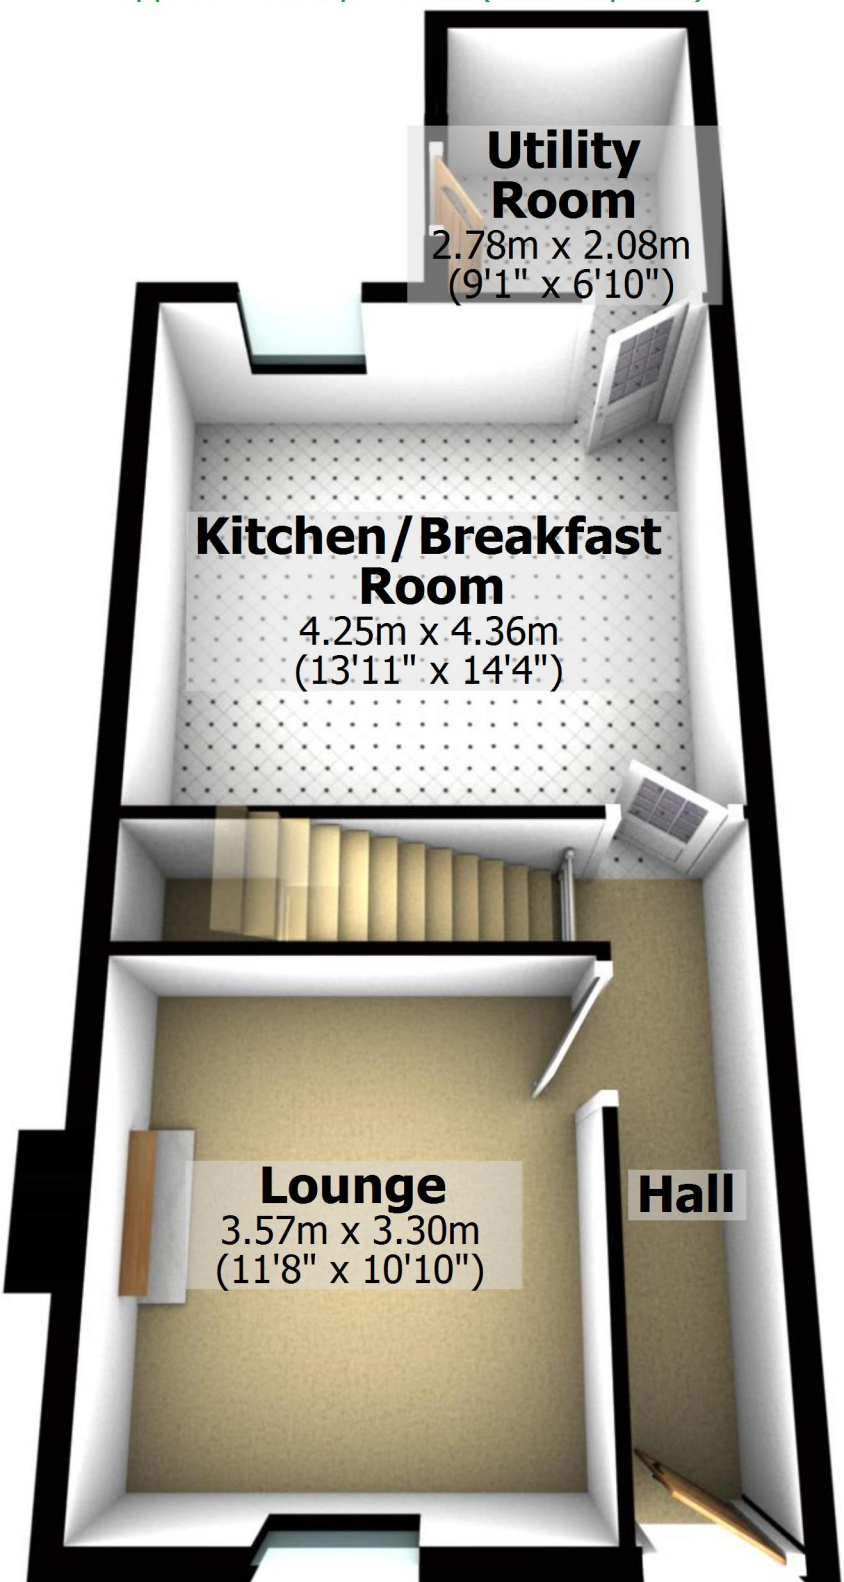 Utility
Room
2.78m x 2.08m
(9'1" x 6'10")
Kitchen/Breakfast
Room
4.25m x 4.36m
(13'11" x 14'4")
Lounge
3.57m x 3.30m
(11'8" x 10'10")
Hall